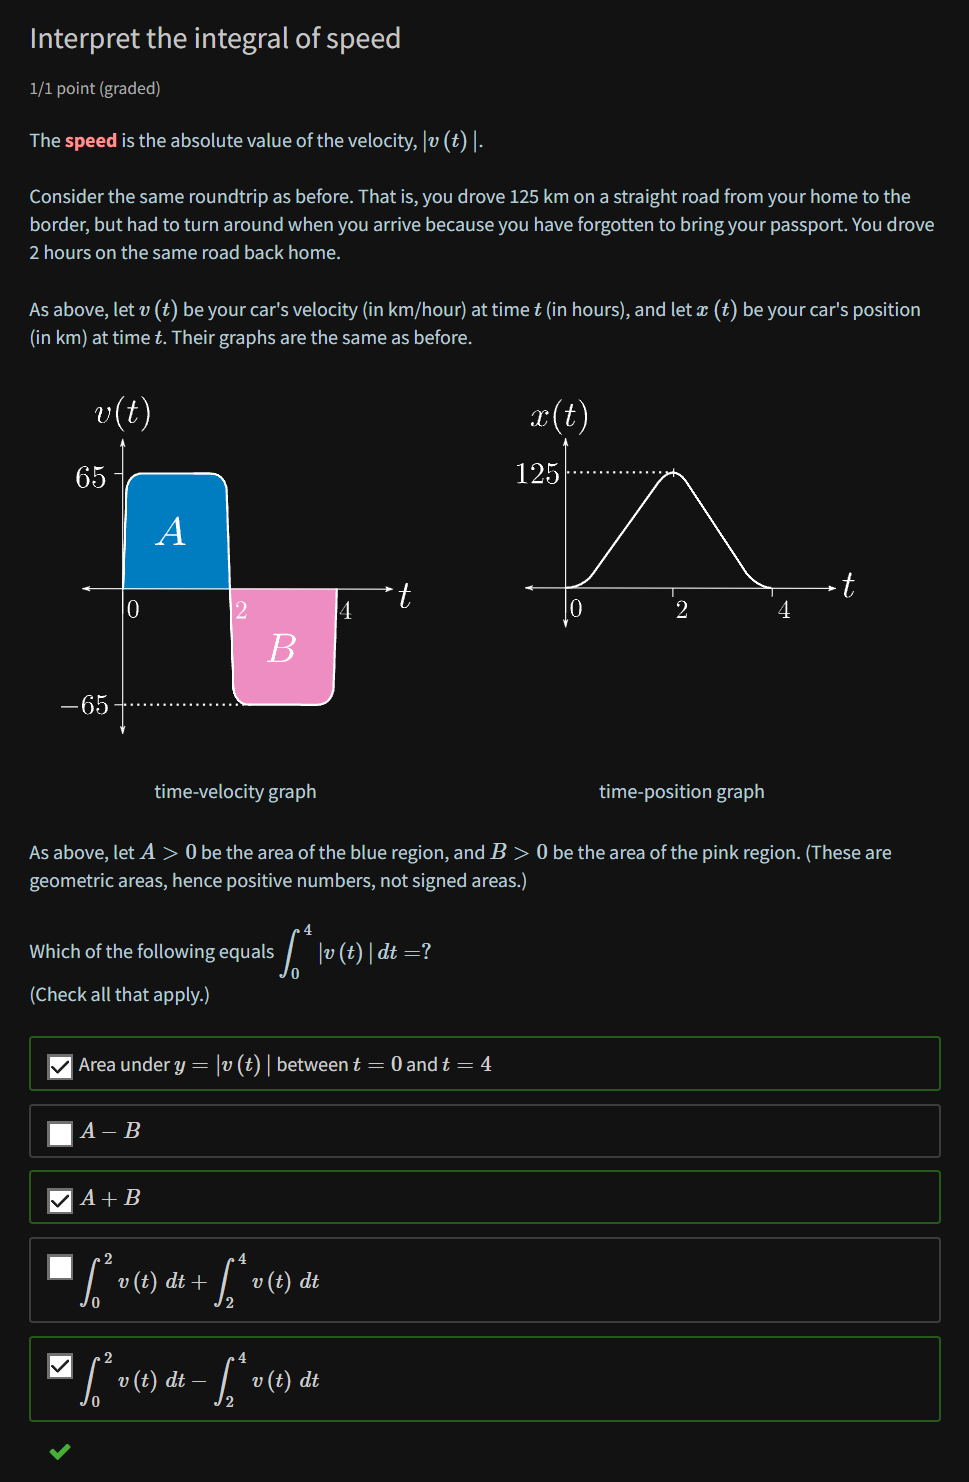 Interpret the integral of speed
1/1 point (graded)
The speed is the absolute value of the velocity, |v (t) |.
Consider the same roundtrip as before. That is, you drove 125 km on a straight road from your home to the
border, but had to turn around when you arrive because you have forgotten to bring your passport. You drove
2 hours on the same road back home.
As above, let v (t) be your car's velocity (in km/hour) at time t (in hours), and let x (t) be your car's position
(in km) at time t. Their graphs are the same as before.
v(t)
65
A
0
2
4
t
B
−65
time-velocity graph
x(t)
125
0
2
4
t
time-position graph
As above, let A > 0 be the area of the blue region, and B > 0 be the area of the pink region. (These are
geometric areas, hence positive numbers, not signed areas.)
Which of the following equals ∫₀⁴ |v (t) | dt =?
(Check all that apply.)
Area under y = |v (t) | between t = 0 and t = 4
A − B
A + B
∫₀² v (t) dt + ∫₂⁴ v (t) dt
∫₀² v (t) dt − ∫₂⁴ v (t) dt